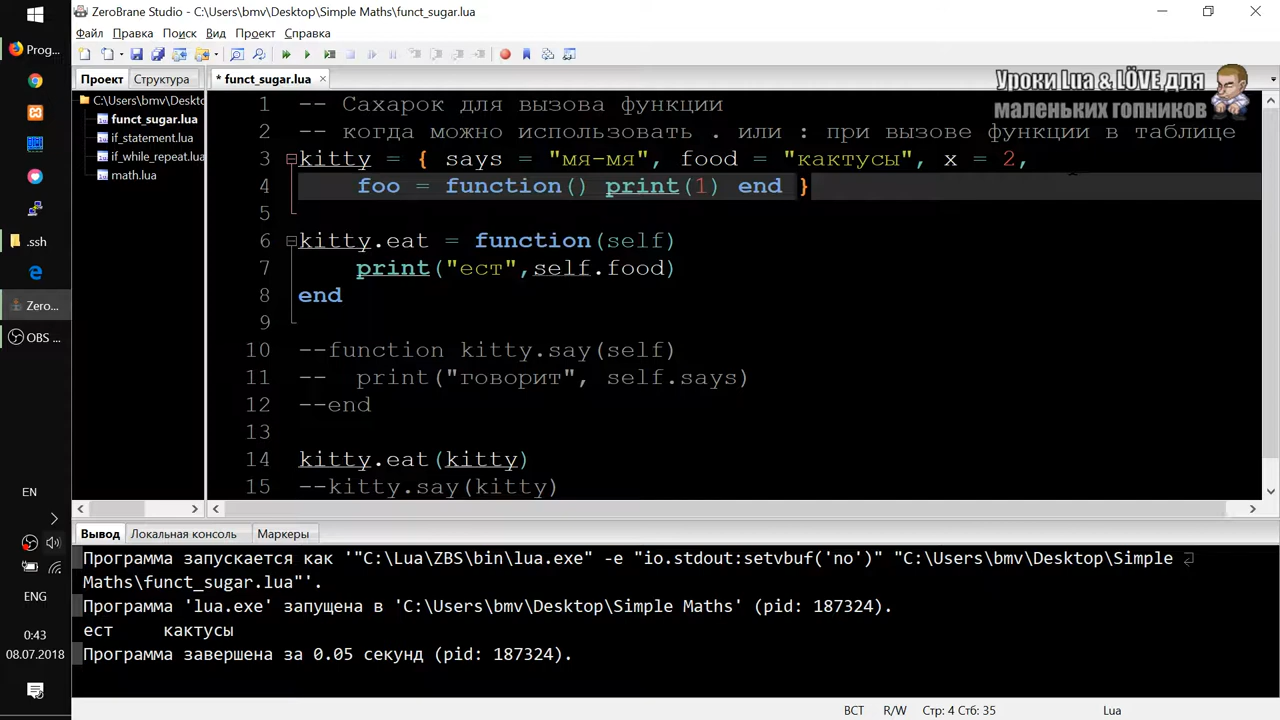 ZeroBrane Studio - C:\Users\bmv\Desktop\Simple Maths\funct_sugar.lua
Файл Правка Поиск Вид Проект Справка
Prog...
Проект Структура
* funct_sugar.lua
Уроки Lua & LÖVE для
маленьких гопников
C:\Users\bmv\Deskto
funct_sugar.lua
if_statement.lua
if_while_repeat.lua
math.lua
1 -- Сахарок для вызова функции
2 -- когда можно использовать . или : при вызове функции в таблице
3 kitty = { says = "мя-мя", food = "кактусы", x = 2,
4 foo = function() print(1) end }
5
6 kitty.eat = function(self)
7 print("ест",self.food)
8 end
9
10 --function kitty.say(self)
11 -- print("говорит", self.says)
12 --end
13
14 kitty.eat(kitty)
15 --kitty.say(kitty)
.ssh
Zero...
OBS ...
EN
ENG
0:43
08.07.2018
Вывод Локальная консоль Маркеры
Программа запускается как '"C:\Lua\ZBS\bin\lua.exe" -e "io.stdout:setvbuf('no')" "C:\Users\bmv\Desktop\Simple
Maths\funct_sugar.lua"'.
Программа 'lua.exe' запущена в 'C:\Users\bmv\Desktop\Simple Maths' (pid: 187324).
ест кактусы
Программа завершена за 0.05 секунд (pid: 187324).
ВСТ R/W Стр: 4 Стб: 35 Lua